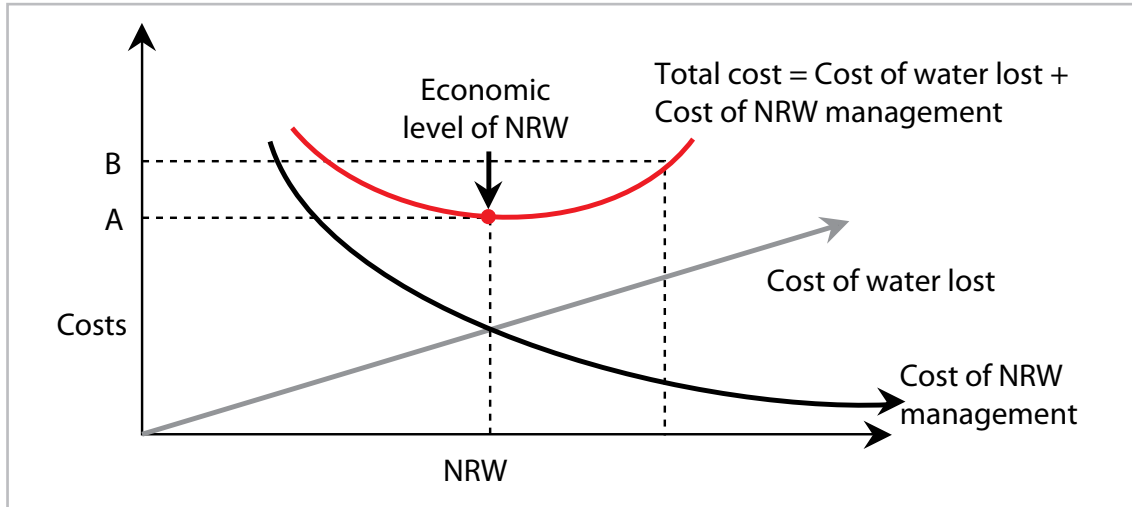 Economic
level of NRW
Total cost = Cost of water lost +
Cost of NRW management
B
A
Cost of water lost
Costs
Cost of NRW
management
NRW